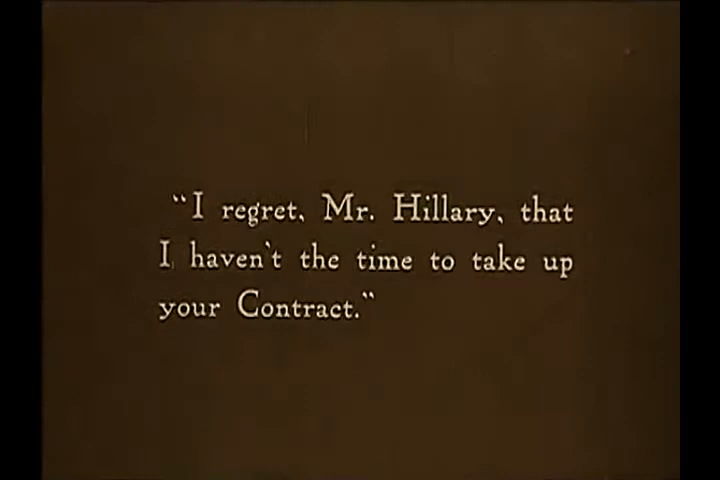 "I regret, Mr. Hillary, that
I haven't the time to take up
your Contract."